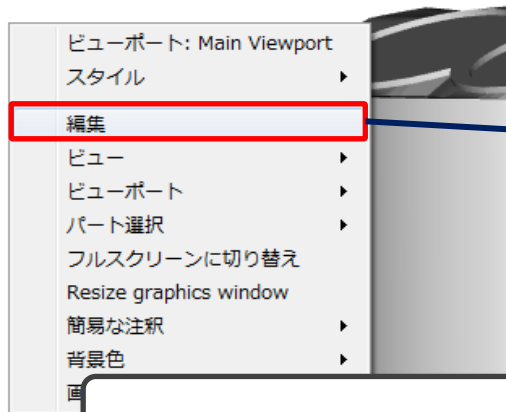 ビューポート: Main Viewport
スタイル
編集
ビュー
ビューポート
パート選択
フルスクリーンに切り替え
Resize graphics window
簡易な注釈
背景色
画